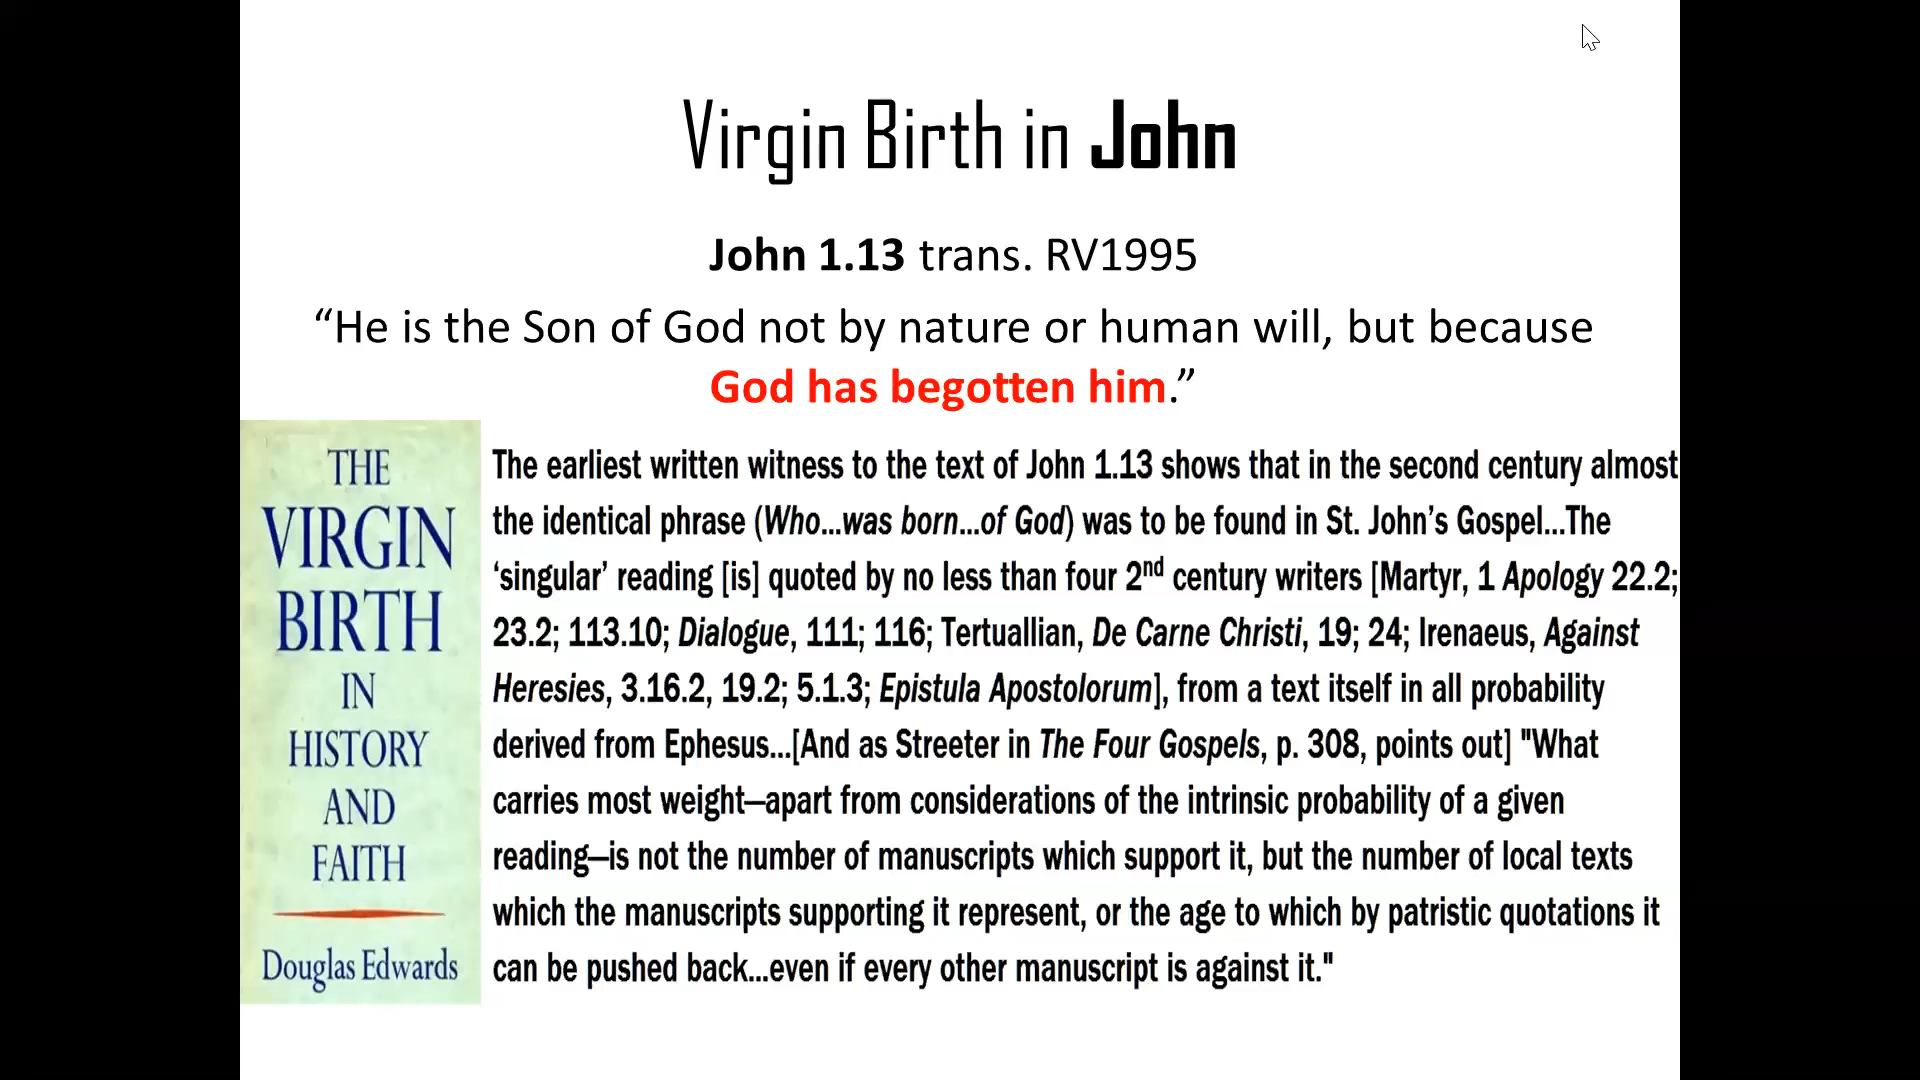 Virgin Birth in John
John 1.13 trans. RV1995
“He is the Son of God not by nature or human will, but because
God has begotten him.”
THE
VIRGIN
BIRTH
IN
HISTORY
AND
FAITH
Douglas Edwards
The earliest written witness to the text of John 1.13 shows that in the second century almost
the identical phrase (Who...was born...of God) was to be found in St. John’s Gospel...The
‘singular’ reading [is] quoted by no less than four 2nd century writers [Martyr, 1 Apology 22.2;
23.2; 113.10; Dialogue, 111; 116; Tertuallian, De Carne Christi, 19; 24; Irenaeus, Against
Heresies, 3.16.2, 19.2; 5.1.3; Epistula Apostolorum], from a text itself in all probability
derived from Ephesus...[And as Streeter in The Four Gospels, p. 308, points out] "What
carries most weight—apart from considerations of the intrinsic probability of a given
reading—is not the number of manuscripts which support it, but the number of local texts
which the manuscripts supporting it represent, or the age to which by patristic quotations it
can be pushed back...even if every other manuscript is against it."